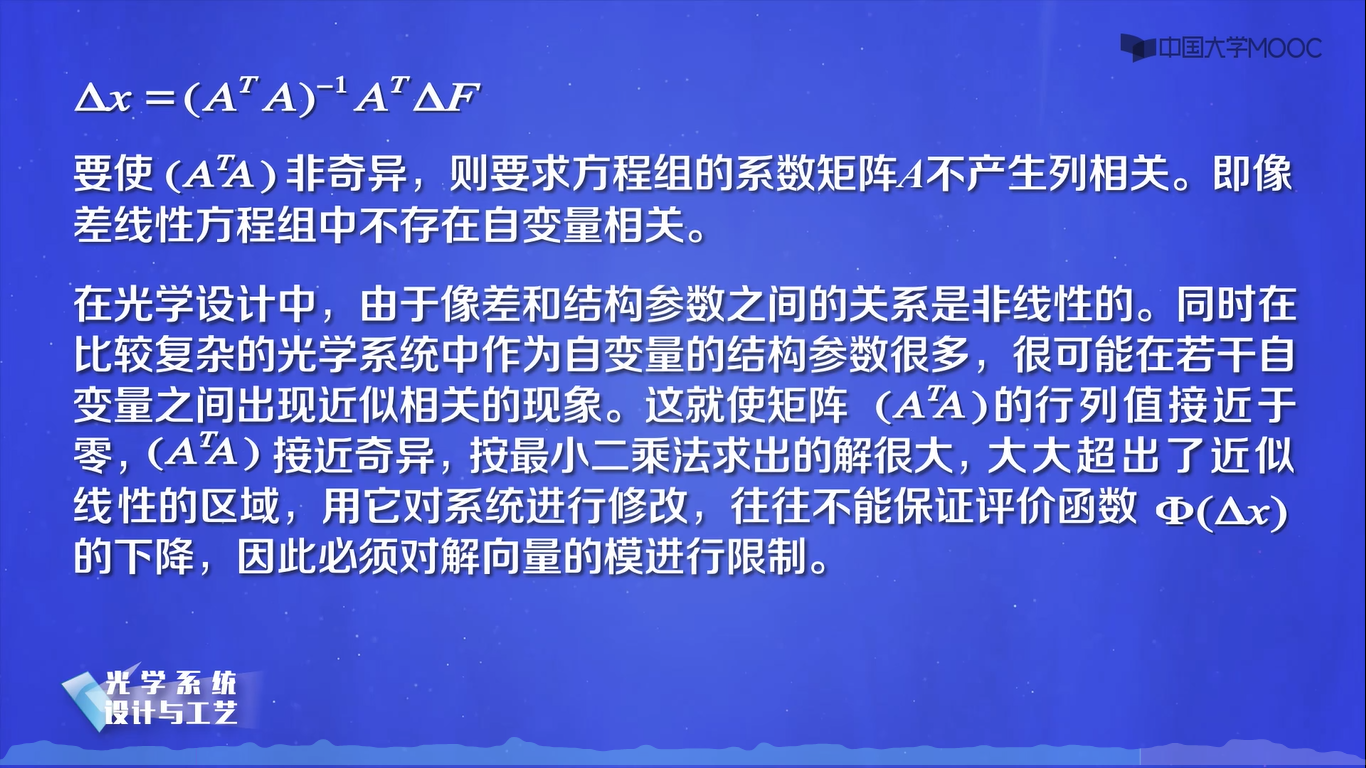 中国大学MOOC
Δx=(AᵀA)⁻¹AᵀΔF
要使(AᵀA)非奇异，则要求方程组的系数矩阵A不产生列相关。即像
差线性方程组中不存在自变量相关。
在光学设计中，由于像差和结构参数之间的关系是非线性的。同时在
比较复杂的光学系统中作为自变量的结构参数很多，很可能在若干自
变量之间出现近似相关的现象。这就使矩阵 (AᵀA)的行列值接近于
零，(AᵀA)接近奇异，按最小二乘法求出的解很大，大大超出了近似
线性的区域，用它对系统进行修改，往往不能保证评价函数 Φ(Δx)
的下降，因此必须对解向量的模进行限制。
光学系统
设计与工艺